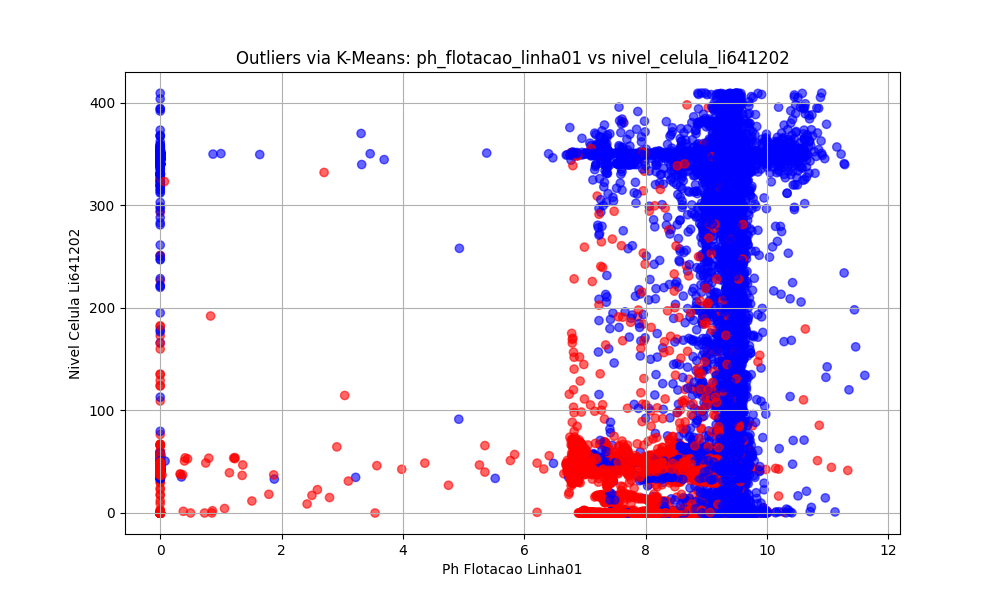 Outliers via K-Means: ph_flotacao_linha01 vs nivel_celula_li641202
400
300
200
100
0
Nivel Celula Li641202
0 2 4 6 8 10 12
Ph Flotacao Linha01